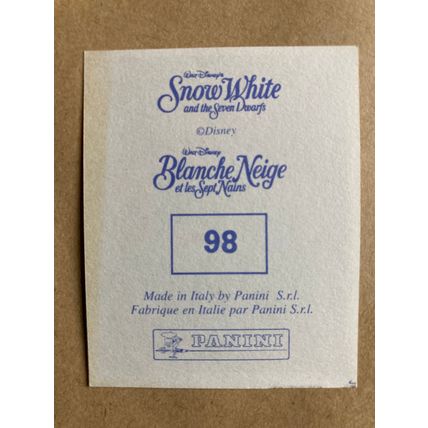 Walt Disney's
Snow White
and the Seven Dwarfs
©Disney
Walt Disney
Blanche Neige
et les Sept Nains
98
Made in Italy by Panini S.r.l.
Fabrique en Italie par Panini S.r.l.
PANINI